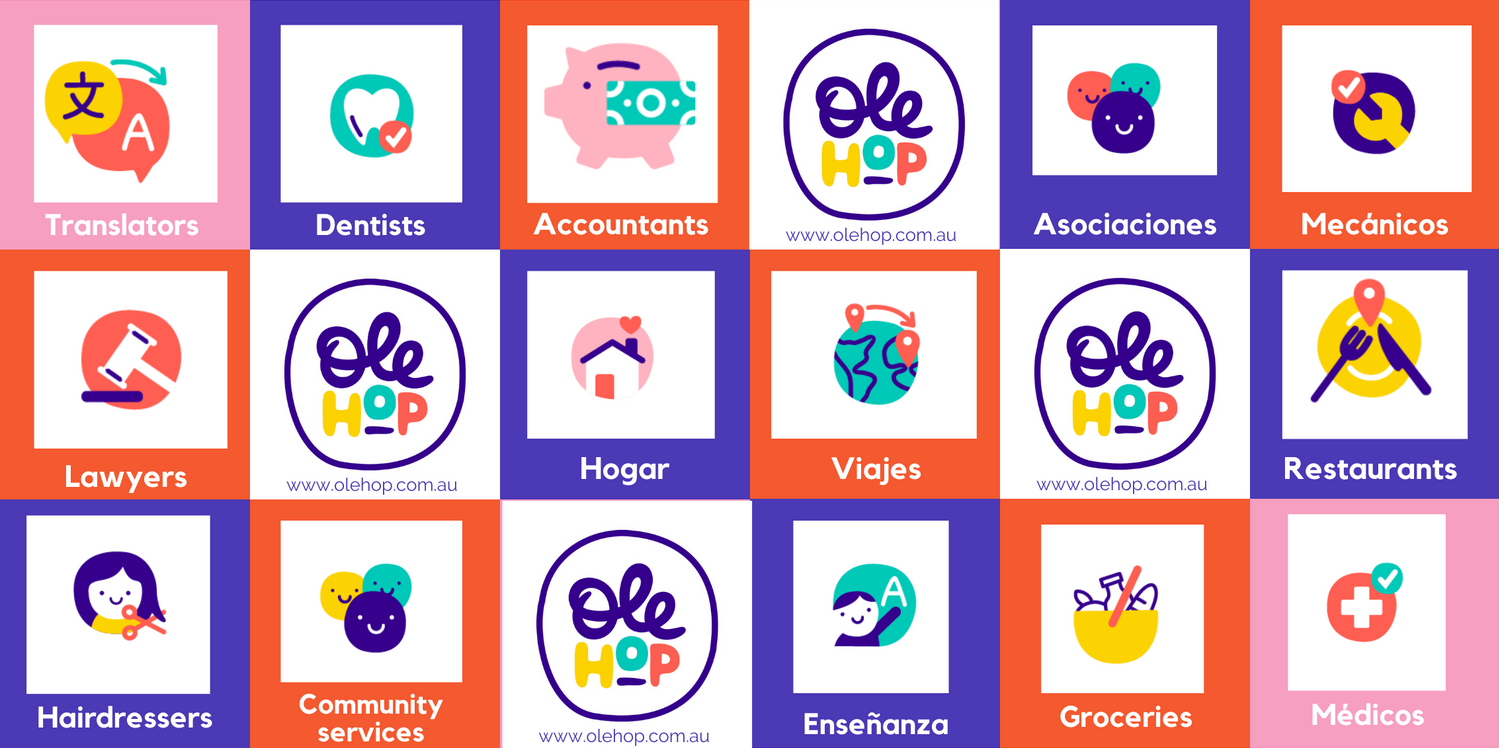 文
A
Translators
Dentists
Accountants
Ole
HOP
www.olehop.com.au
Asociaciones
Mecánicos
Lawyers
Ole
HOP
www.olehop.com.au
Hogar
Viajes
Ole
HOP
www.olehop.com.au
Restaurants
Hairdressers
Community
services
Ole
HOP
www.olehop.com.au
A
Enseñanza
Groceries
Médicos